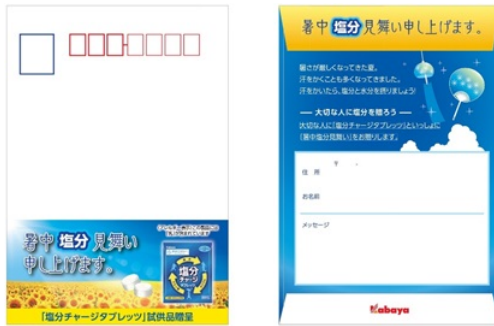 暑中 塩分 見舞い
申し上げます。
塩分
チャージ
「塩分チャージタブレッツ」試供品贈呈
暑中 塩分 見舞い申し上げます。
暑さが厳しくなってきた夏。
汗をかくことも多くなってきました。
汗をかいたら、塩分と水分を摂りましょう!
― 大切な人に塩分を贈ろう ―
大切な人に「塩分チャージタブレッツ」といっしょに
「暑中塩分見舞い」をお贈りします。
〒 -
住 所
お名前
メッセージ
Kabaya